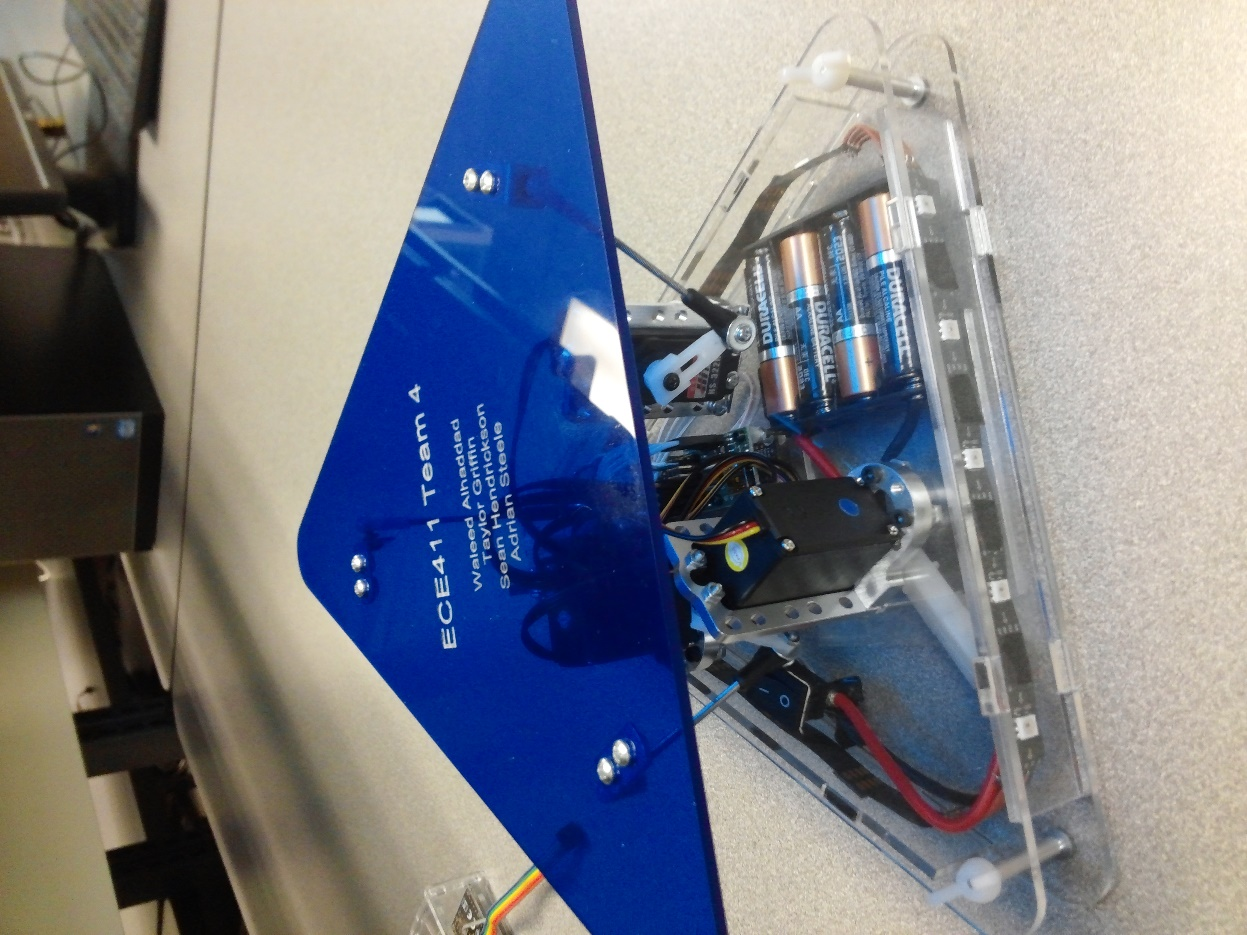 ECE411 Team 4
Waleed Alhaddad
Taylor Griffin
Sean Hendrickson
Adrian Steele
DURACELL
DURACELL
DURACELL